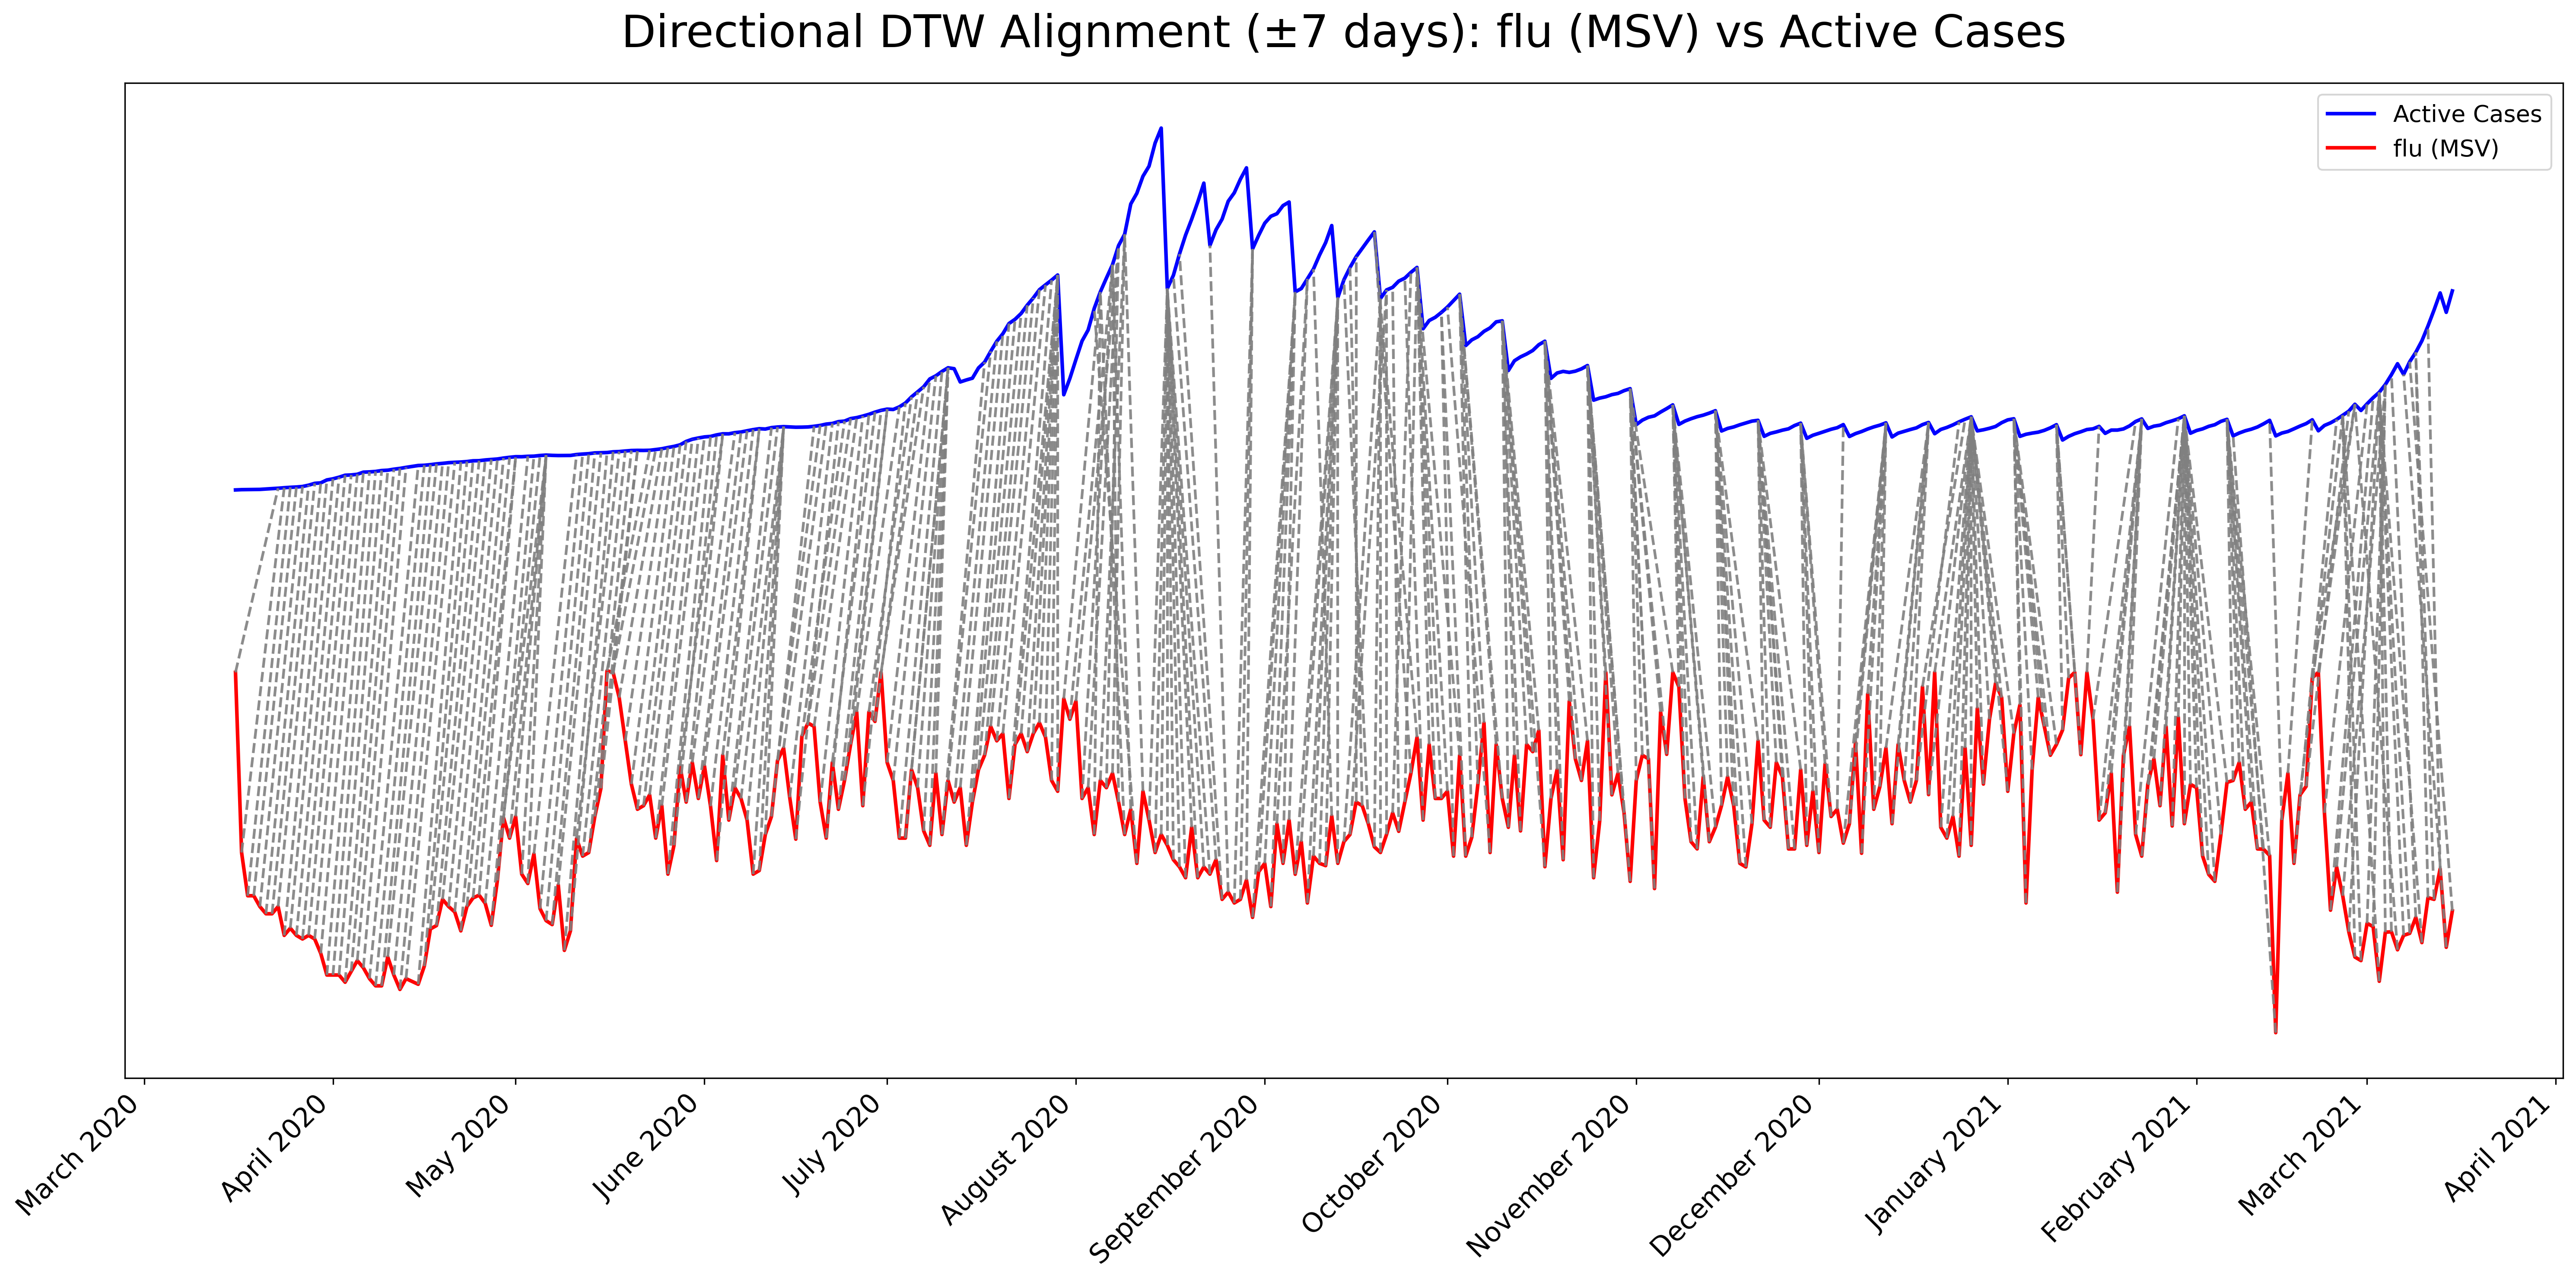 Directional DTW Alignment (±7 days): flu (MSV) vs Active Cases
Active Cases
flu (MSV)
March 2020
April 2020
May 2020
June 2020
July 2020
August 2020
September 2020
October 2020
November 2020
December 2020
January 2021
February 2021
March 2021
April 2021